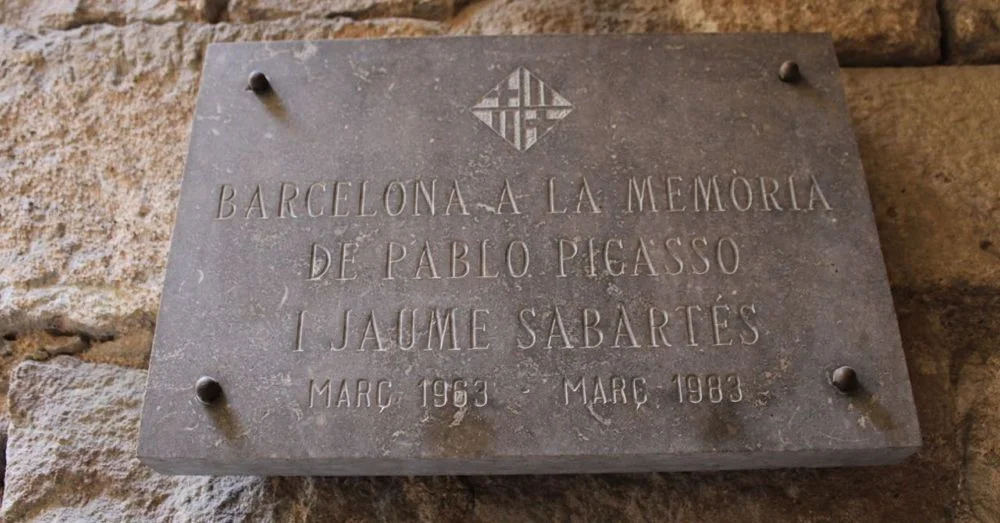 BARCELONA A LA MEMÒRIA
DE PABLO PICASSO
I JAUME SABARTÉS
MARÇ 1963 - MARÇ 1983